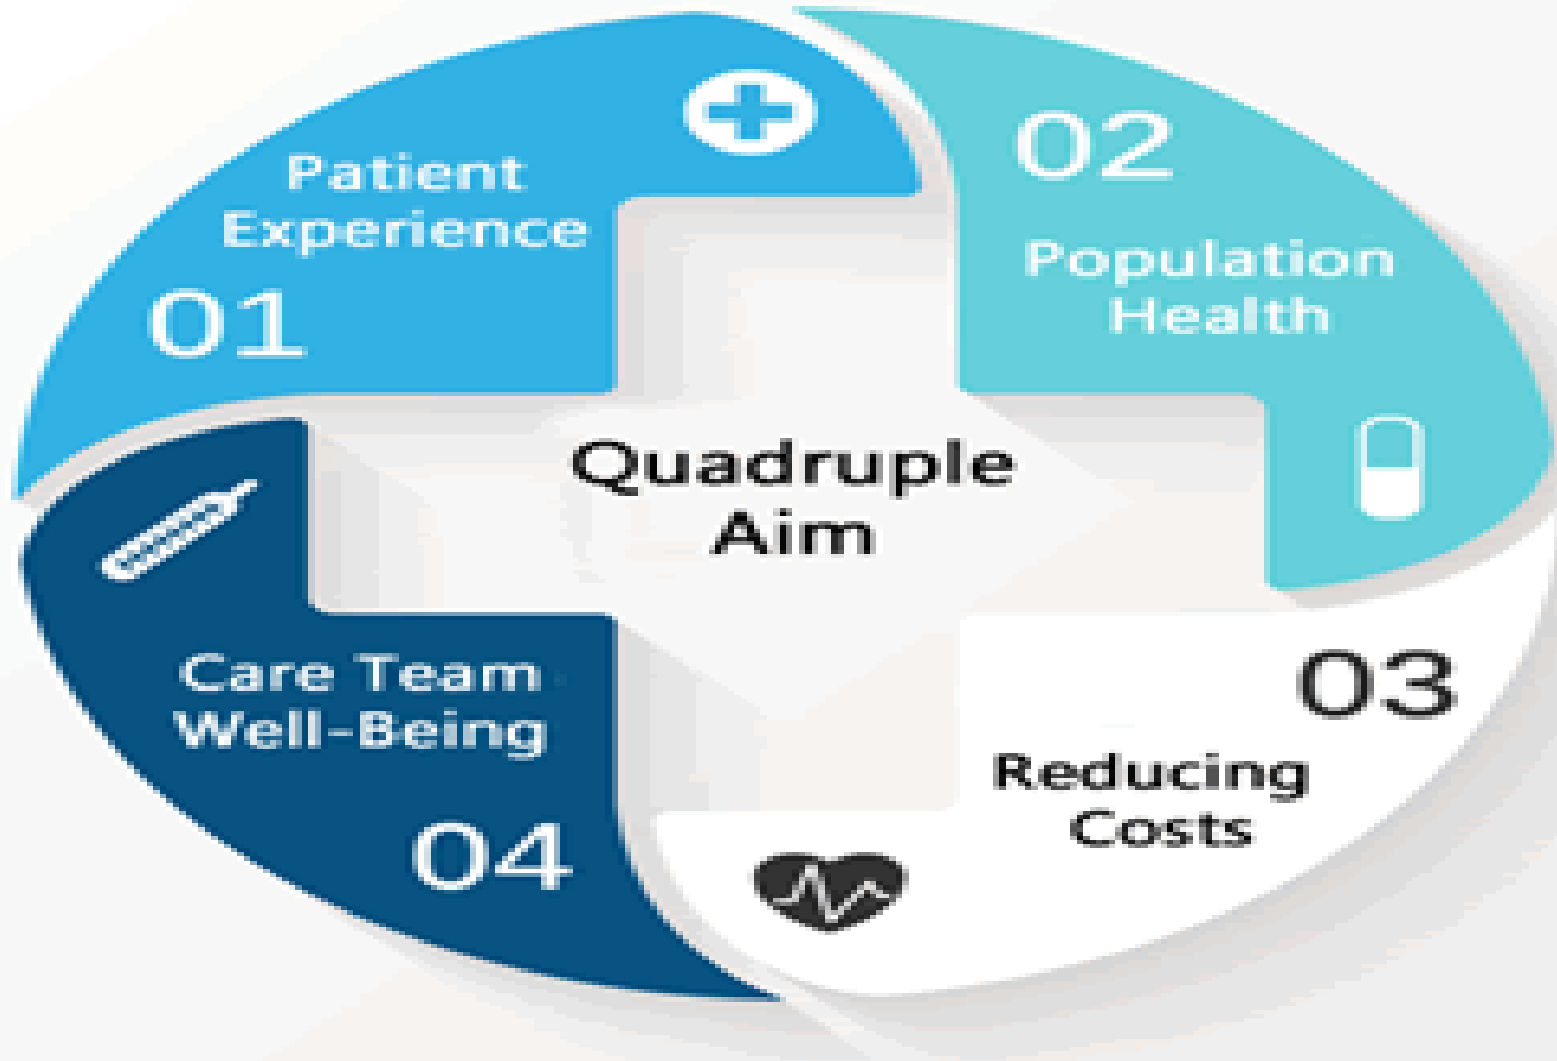 Patient
Experience
01
02
Population
Health
Quadruple
Aim
03
Reducing
Costs
Care Team
Well-Being
04